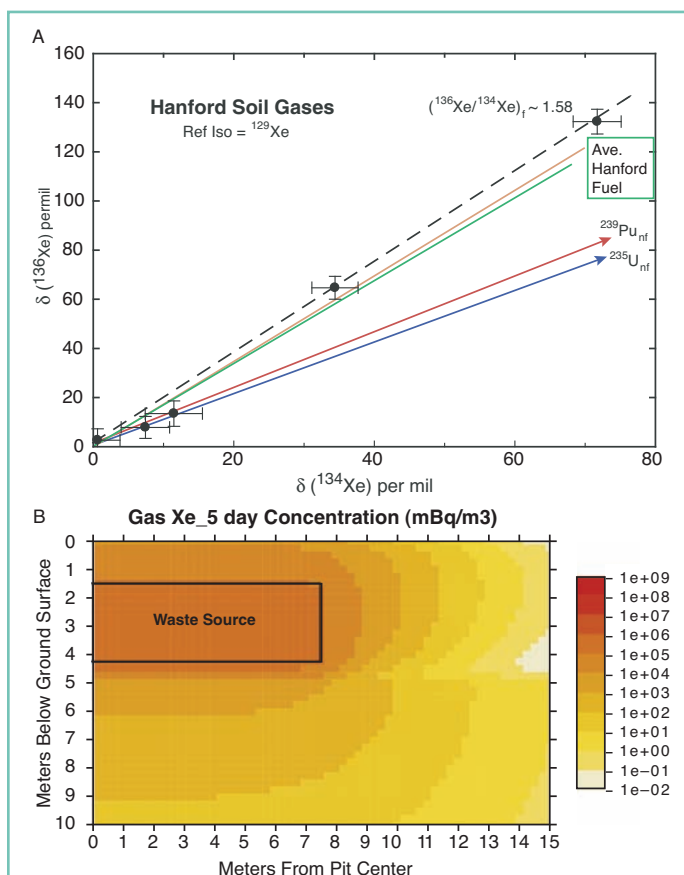 A
160
140
120
100
80
60
40
20
0
δ (¹³⁶Xe) permil
Hanford Soil Gases
Ref Iso = ¹²⁹Xe
(¹³⁶Xe/¹³⁴Xe)f ~ 1.58
Ave.
Hanford
Fuel
²³⁹Pu nf
²³⁵U nf
0 20 40 60 80
δ (¹³⁴Xe) per mil
B
Gas Xe_5 day Concentration (mBq/m3)
0
1
2
3
4
5
6
7
8
9
10
Meters Below Ground Surface
Waste Source
0 1 2 3 4 5 6 7 8 9 10 11 12 13 14 15
Meters From Pit Center
1e+09
1e+08
1e+07
1e+06
1e+05
1e+04
1e+03
1e+02
1e+01
1e+00
1e-01
1e-02